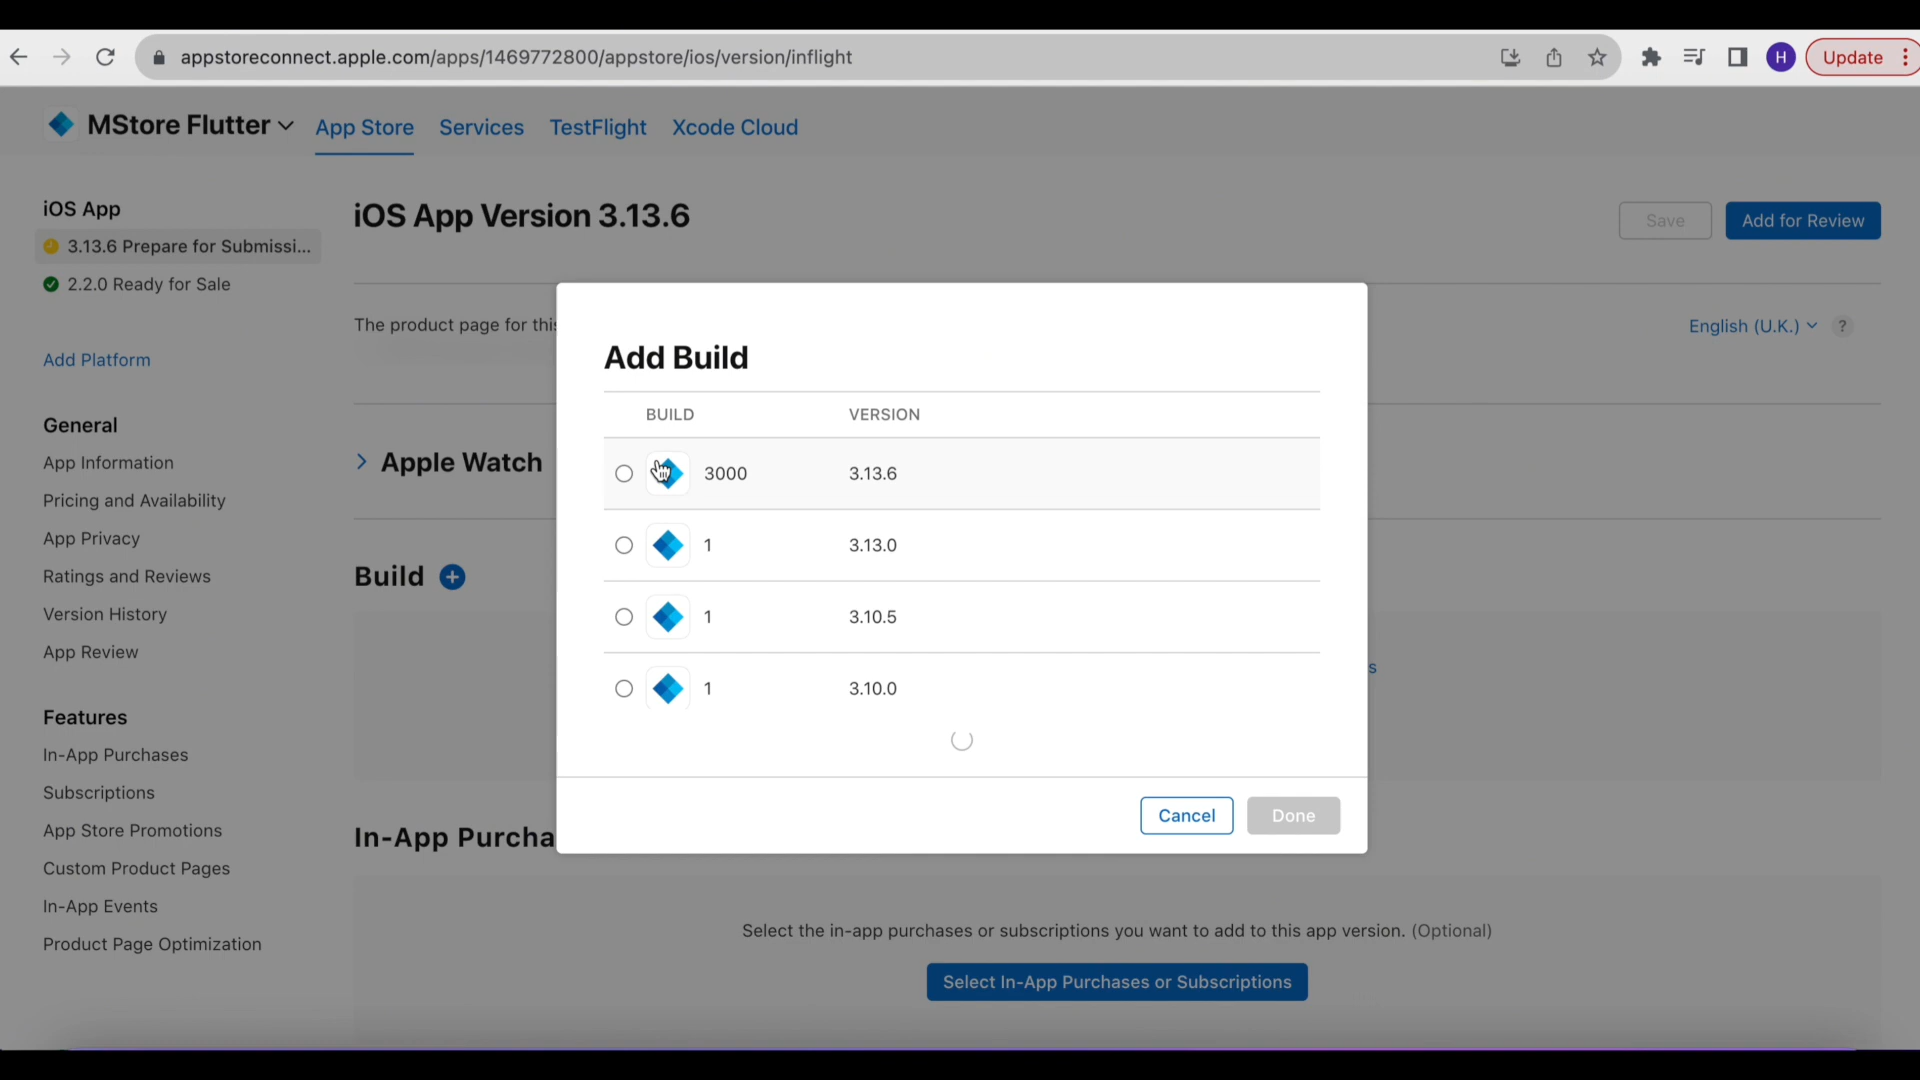 appstoreconnect.apple.com/apps/1469772800/appstore/ios/version/inflight
H
Update
MStore Flutter
App Store
Services
TestFlight
Xcode Cloud
iOS App
3.13.6 Prepare for Submissi...
2.2.0 Ready for Sale
Add Platform
General
App Information
Pricing and Availability
App Privacy
Ratings and Reviews
Version History
App Review
Features
In-App Purchases
Subscriptions
App Store Promotions
Custom Product Pages
In-App Events
Product Page Optimization
iOS App Version 3.13.6
Save
Add for Review
The product page for this
English (U.K.)
?
Apple Watch
Build
s
In-App Purcha
Select the in-app purchases or subscriptions you want to add to this app version. (Optional)
Select In-App Purchases or Subscriptions
Add Build
BUILD VERSION
3000 3.13.6
1 3.13.0
1 3.10.5
1 3.10.0
Cancel
Done